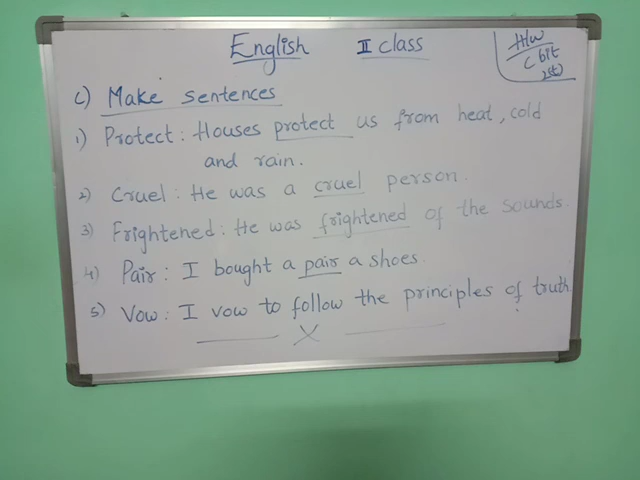 English II class
H/w
C bit
C) Make sentences
1) Protect : Houses protect us from heat, cold
and rain.
2) Cruel : He was a cruel person.
3) Frightened : He was frightened of the sounds.
4) Pair : I bought a pair a shoes.
5) Vow : I vow to follow the principles of truth.